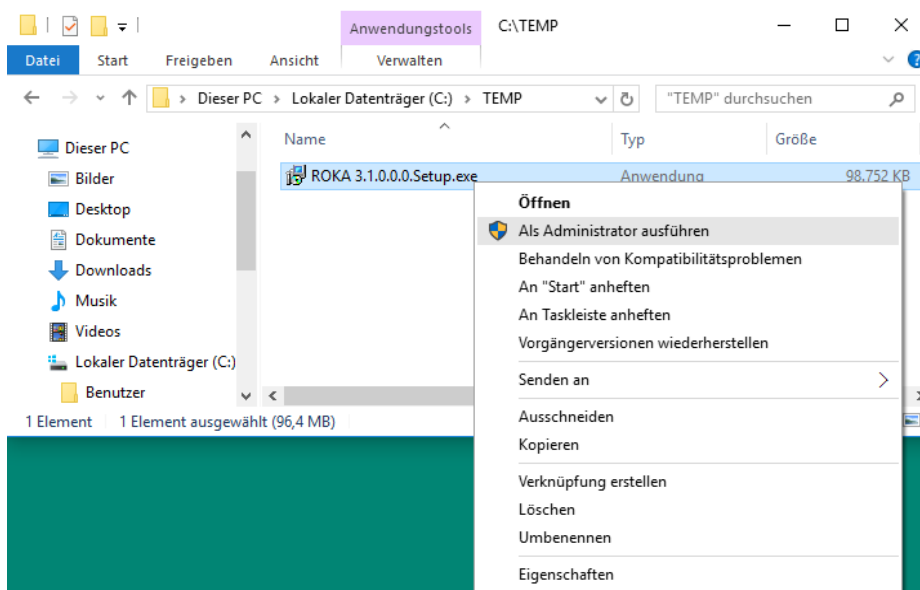 Anwendungstools C:\TEMP
Datei Start Freigeben Ansicht Verwalten
Dieser PC Lokaler Datenträger (C:) TEMP "TEMP" durchsuchen
Name Typ Größe
Dieser PC
Bilder
Desktop
Dokumente
Downloads
Musik
Videos
Lokaler Datenträger (C:)
Benutzer
ROKA 3.1.0.0.0.Setup.exe Anwendung 98.752 KB
Öffnen
Als Administrator ausführen
Behandeln von Kompatibilitätsproblemen
An "Start" anheften
An Taskleiste anheften
Vorgängerversionen wiederherstellen
Senden an
Ausschneiden
Kopieren
Verknüpfung erstellen
Löschen
Umbenennen
Eigenschaften
1 Element 1 Element ausgewählt (96,4 MB)